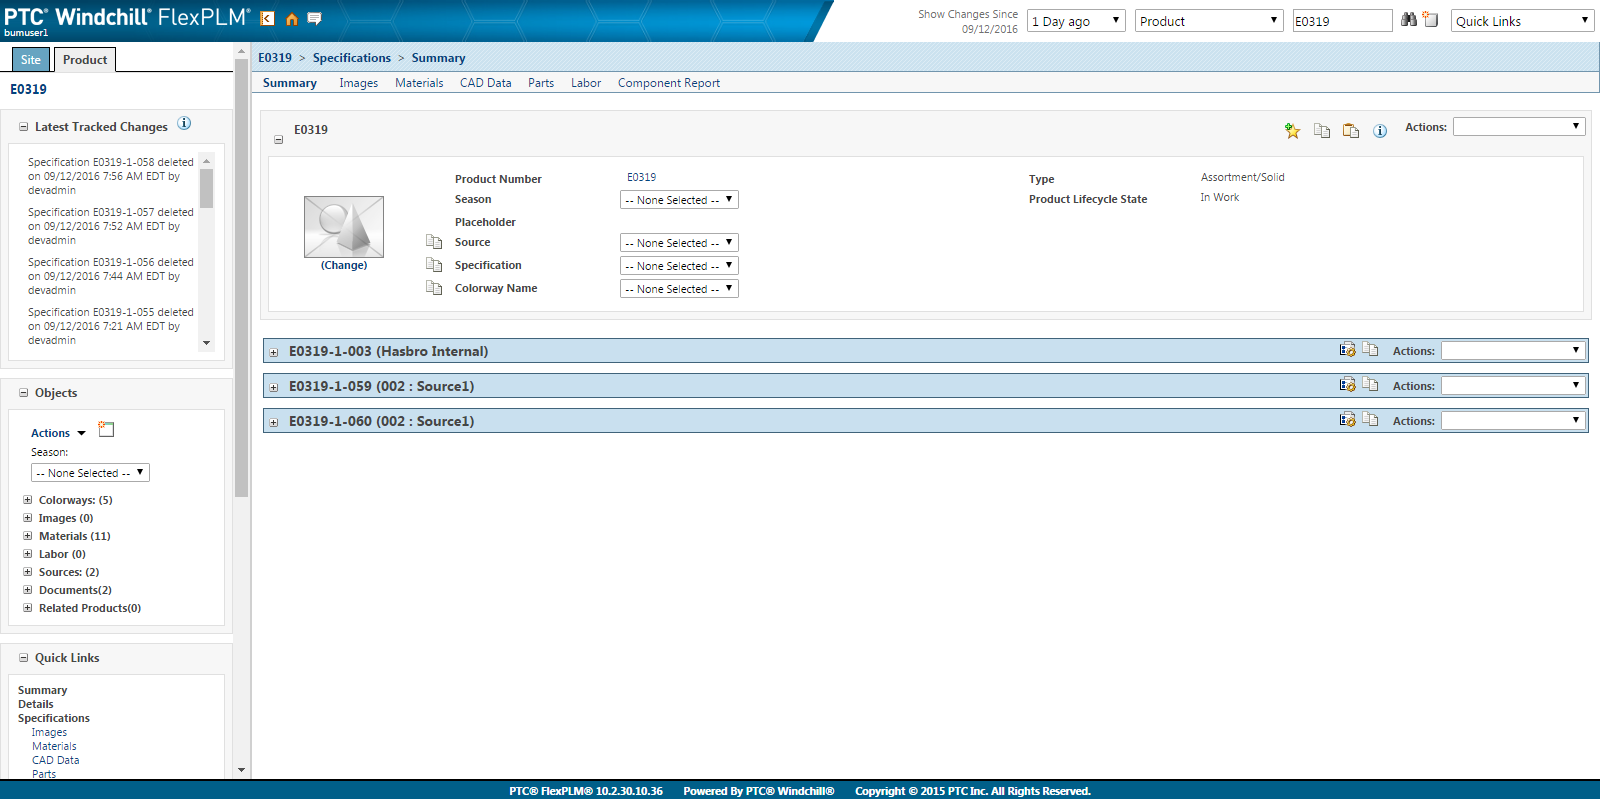 PTC® Windchill® FlexPLM®
bumuser1
Show Changes Since
09/12/2016
1 Day ago
Product
E0319
Quick Links
Site
Product
E0319
Latest Tracked Changes
Specification E0319-1-058 deleted
on 09/12/2016 7:56 AM EDT by
devadmin
Specification E0319-1-057 deleted
on 09/12/2016 7:52 AM EDT by
devadmin
Specification E0319-1-056 deleted
on 09/12/2016 7:44 AM EDT by
devadmin
Specification E0319-1-055 deleted
on 09/12/2016 7:21 AM EDT by
devadmin
Objects
Actions
Season:
-- None Selected --
Colorways: (5)
Images (0)
Materials (11)
Labor (0)
Sources: (2)
Documents(2)
Related Products(0)
Quick Links
Summary
Details
Specifications
Images
Materials
CAD Data
Parts
E0319 > Specifications > Summary
Summary Images Materials CAD Data Parts Labor Component Report
E0319
Actions:
(Change)
Product Number E0319
Season -- None Selected --
Placeholder
Source -- None Selected --
Specification -- None Selected --
Colorway Name -- None Selected --
Type Assortment/Solid
Product Lifecycle State In Work
E0319-1-003 (Hasbro Internal) Actions:
E0319-1-059 (002 : Source1) Actions:
E0319-1-060 (002 : Source1) Actions:
PTC® FlexPLM® 10.2.30.10.36 Powered By PTC® Windchill® Copyright © 2015 PTC Inc. All Rights Reserved.